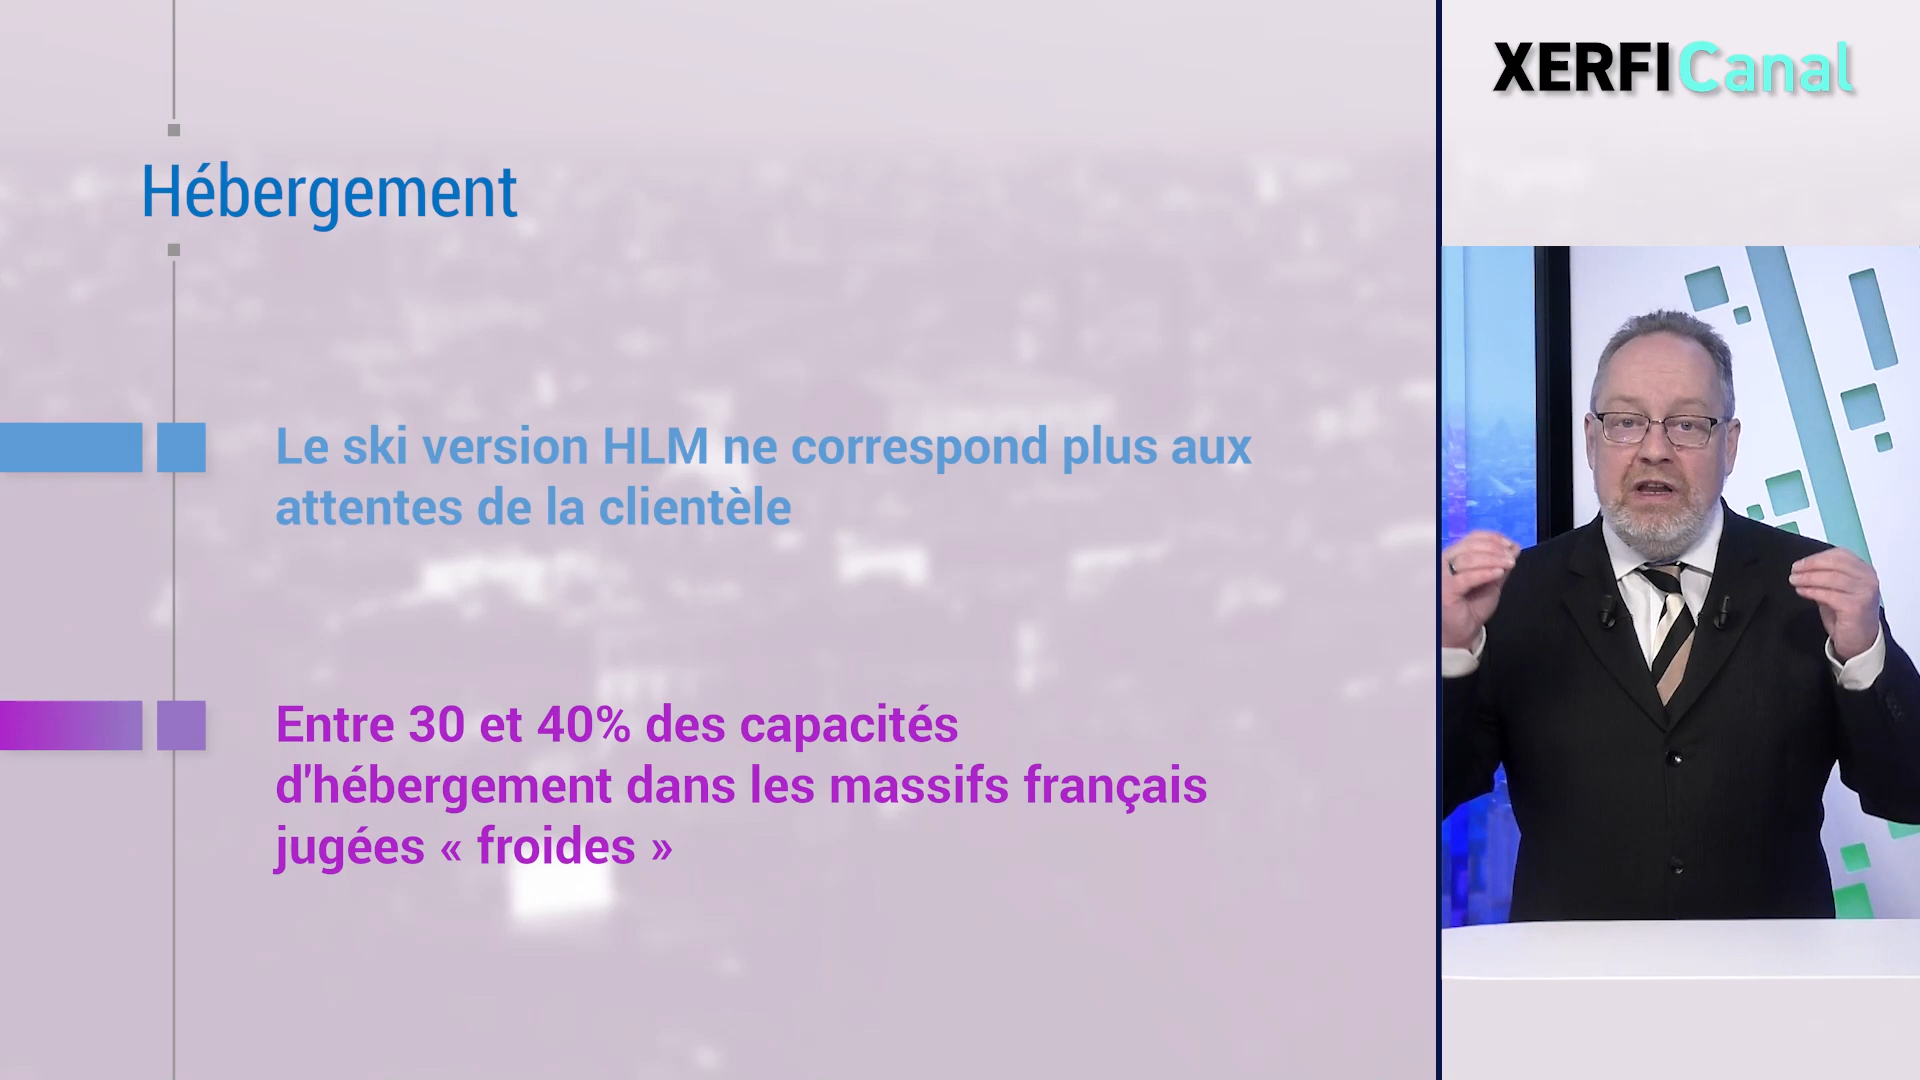 XERFI Canal
Hébergement
Le ski version HLM ne correspond plus aux
attentes de la clientèle
Entre 30 et 40% des capacités
d'hébergement dans les massifs français
jugées « froides »